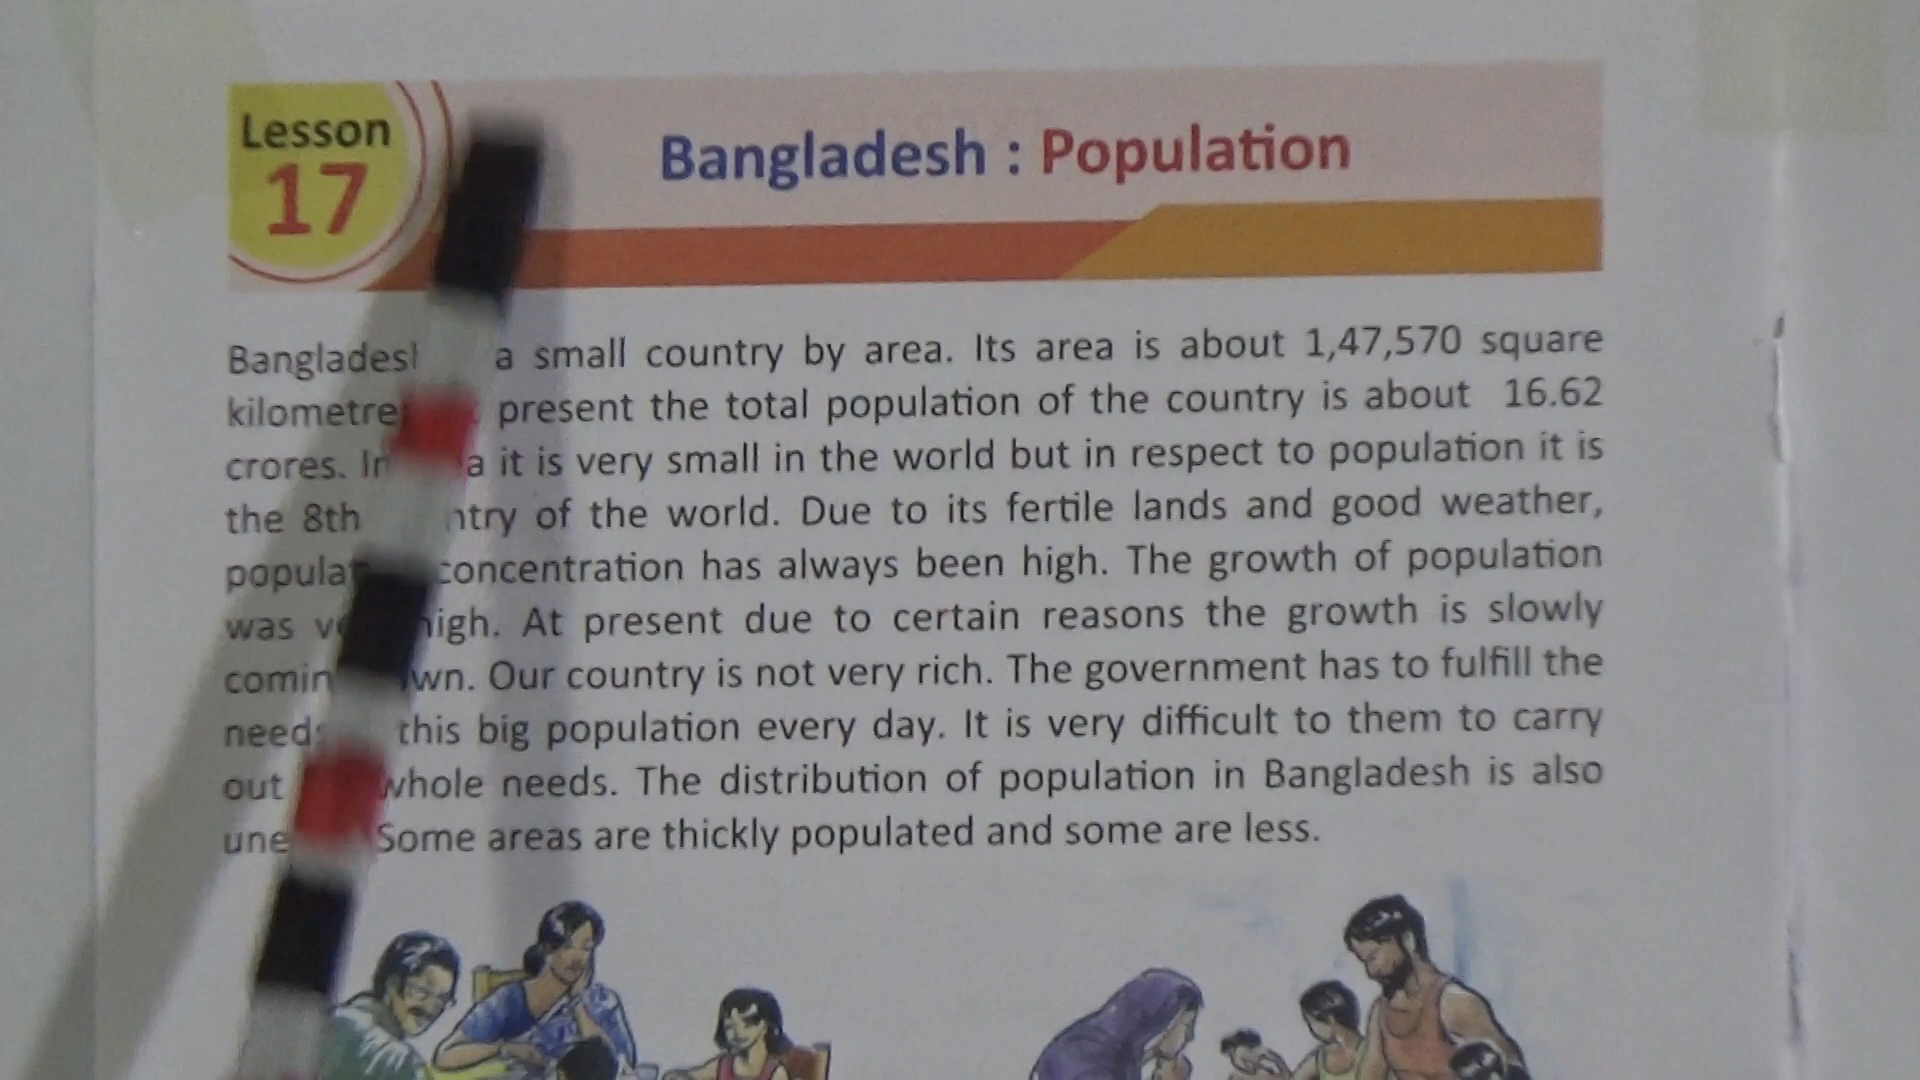 Lesson
17
Bangladesh : Population
Bangladesh a small country by area. Its area is about 1,47,570 square
kilometre present the total population of the country is about 16.62
crores. In it is very small in the world but in respect to population it is
the 8th country of the world. Due to its fertile lands and good weather,
population concentration has always been high. The growth of population
was very high. At present due to certain reasons the growth is slowly
coming down. Our country is not very rich. The government has to fulfill the
needs this big population every day. It is very difficult to them to carry
out whole needs. The distribution of population in Bangladesh is also
Some areas are thickly populated and some are less.